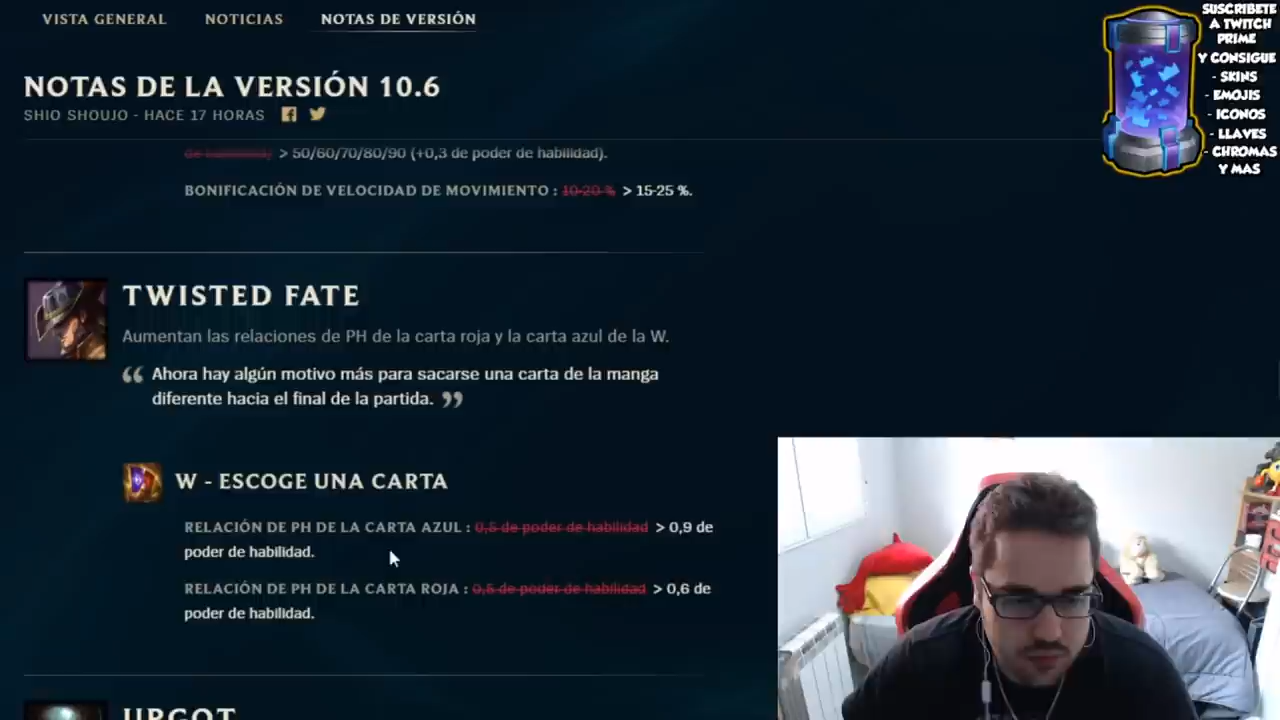 VISTA GENERAL NOTICIAS NOTAS DE VERSIÓN
NOTAS DE LA VERSIÓN 10.6
SHIO SHOUJO - HACE 17 HORAS
de habilidad) > 50/60/70/80/90 (+0,3 de poder de habilidad).
BONIFICACIÓN DE VELOCIDAD DE MOVIMIENTO : 10-20 % > 15-25 %.
TWISTED FATE
Aumentan las relaciones de PH de la carta roja y la carta azul de la W.
“ Ahora hay algún motivo más para sacarse una carta de la manga
diferente hacia el final de la partida. ”
W - ESCOGE UNA CARTA
RELACIÓN DE PH DE LA CARTA AZUL : 0,5 de poder de habilidad > 0,9 de
poder de habilidad.
RELACIÓN DE PH DE LA CARTA ROJA : 0,5 de poder de habilidad > 0,6 de
poder de habilidad.
URGOT
SUSCRIBETE
A TWITCH
PRIME
Y CONSIGUE
- SKINS
- EMOJIS
- ICONOS
- LLAVES
- CHROMAS
Y MAS